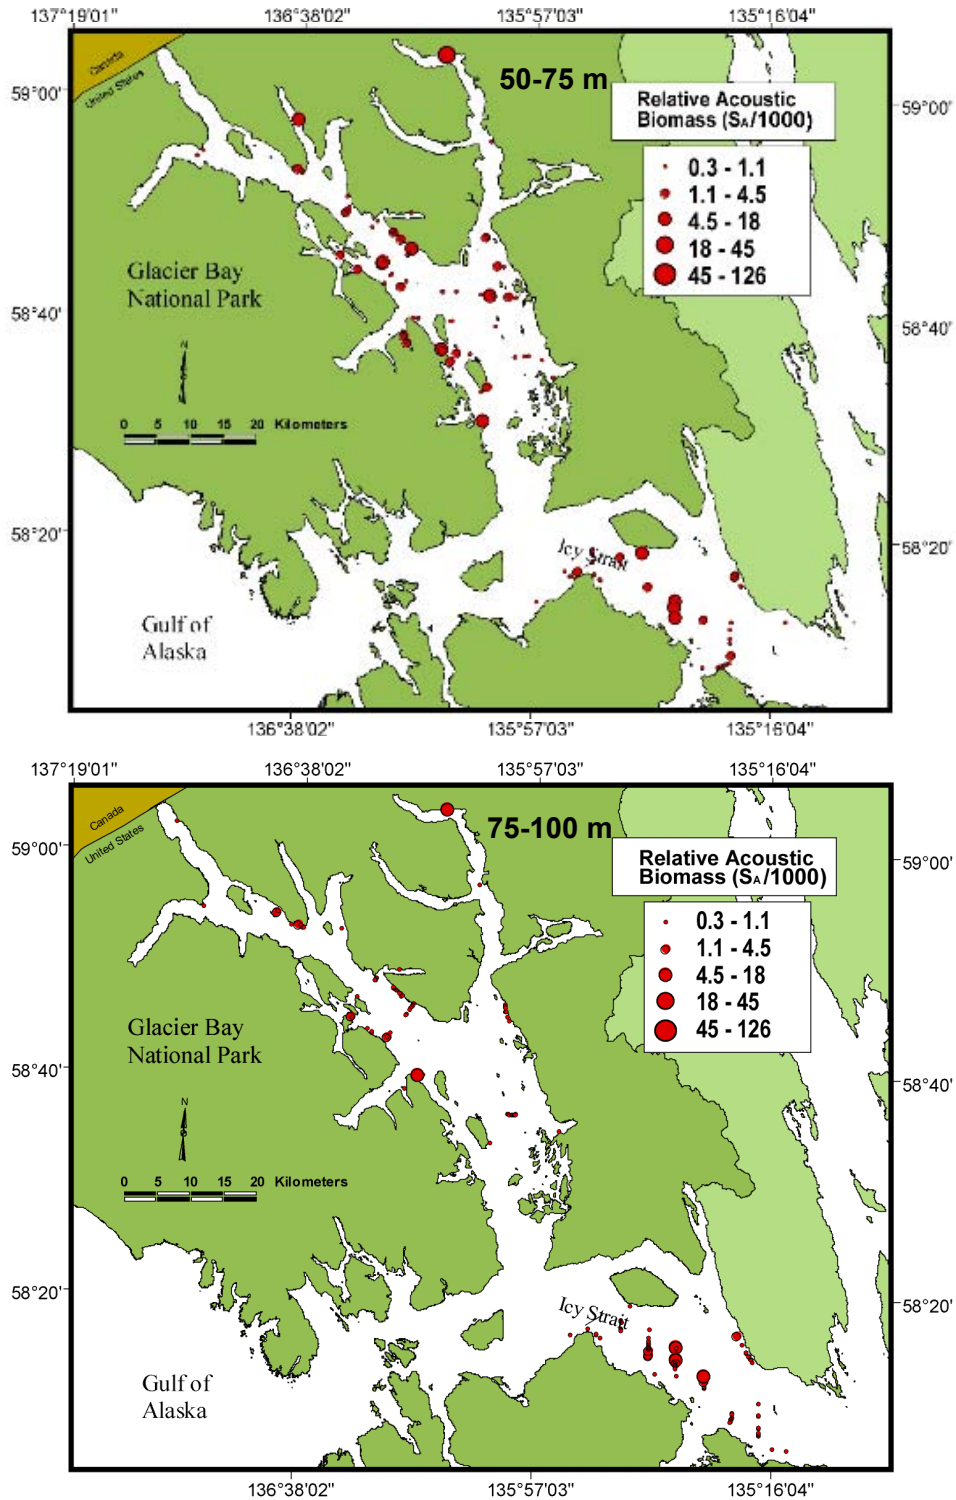 137°19'01" 136°38'02" 135°57'03" 135°16'04"
Canada
United States
50-75 m
59°00' 59°00'
Relative Acoustic
Biomass (SA/1000)
0.3 - 1.1
1.1 - 4.5
4.5 - 18
18 - 45
45 - 126
Glacier Bay
National Park
58°40' 58°40'
N
0 5 10 15 20 Kilometers
58°20' 58°20'
Icy Strait
Gulf of
Alaska
136°38'02" 135°57'03" 135°16'04"
137°19'01" 136°38'02" 135°57'03" 135°16'04"
Canada
United States
75-100 m
59°00' 59°00'
Relative Acoustic
Biomass (SA/1000)
0.3 - 1.1
1.1 - 4.5
4.5 - 18
18 - 45
45 - 126
Glacier Bay
National Park
58°40' 58°40'
N
0 5 10 15 20 Kilometers
58°20' 58°20'
Icy Strait
Gulf of
Alaska
136°38'02" 135°57'03" 135°16'04"